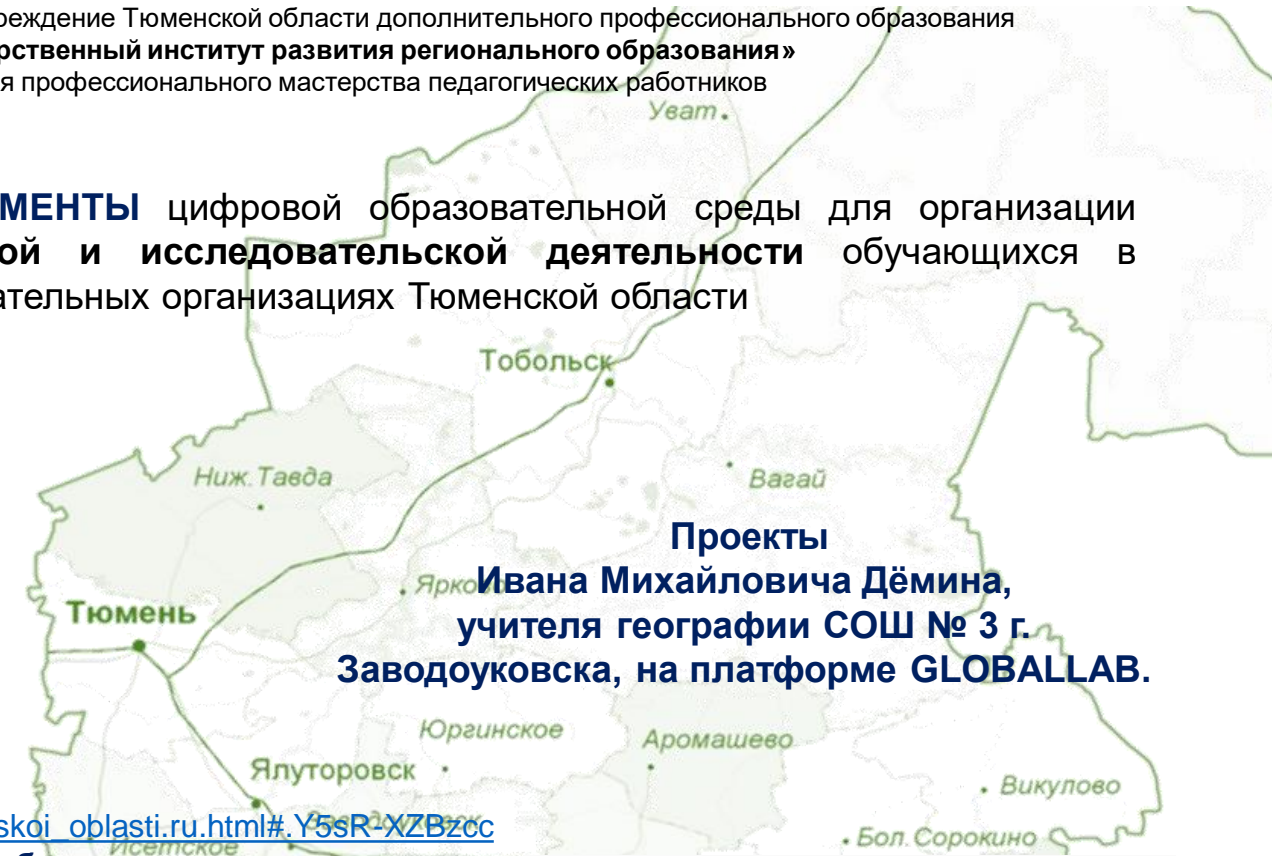 реждение Тюменской области дополнительного профессионального образования
рственный институт развития регионального образования»
я профессионального мастерства педагогических работников
Уват
МЕНТЫ цифровой образовательной среды для организации
ой и исследовательской деятельности обучающихся в
ательных организациях Тюменской области
Тобольск
Ниж. Тавда
Вагай
Проекты
Ярково
Ивана Михайловича Дёмина,
Тюмень
учителя географии СОШ № 3 г.
Заводоуковска, на платформе GLOBALLAB.
Юргинское
Аромашево
Ялуторовск
Викулово
skoi_oblasti.ru.html#.Y5sR-XZBzcc
Исетское
Бол. Сорокино